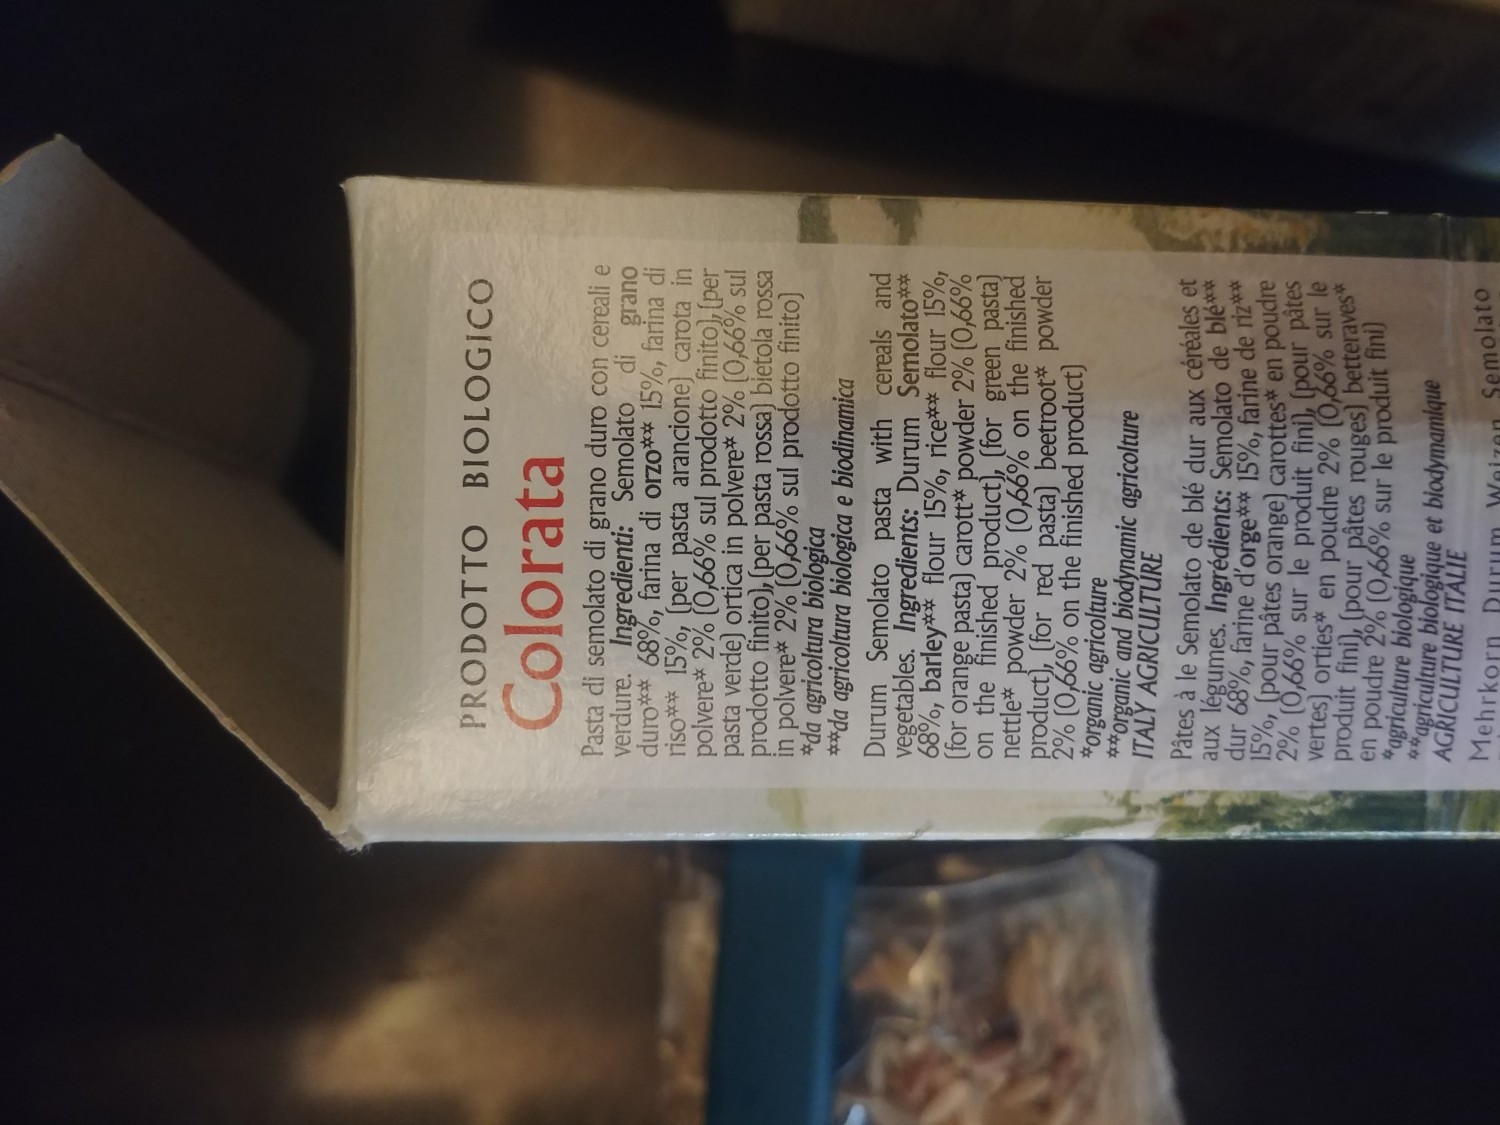 PRODOTTO BIOLOGICO
Colorata
Pasta di semolato di grano duro con cereali e
verdure. Ingredienti: Semolato di grano
duro** 68%, farina di orzo** 15%, farina di
riso** 15%, (per pasta arancione) carota in
polvere* 2% (0,66% sul prodotto finito), (per
pasta verde) ortica in polvere* 2% (0,66% sul
prodotto finito), (per pasta rossa) bietola rossa
in polvere* 2% (0,66% sul prodotto finito)
*da agricoltura biologica
**da agricoltura biologica e biodinamica
Durum Semolato pasta with cereals and
vegetables. Ingredients: Durum Semolato**
68%, barley** flour 15%, rice** flour 15%,
(for orange pasta) carott* powder 2% (0,66%
on the finished product), (for green pasta)
nettle* powder 2% (0,66% on the finished
product), (for red pasta) beetroot* powder
2% (0,66% on the finished product)
*organic agricolture
**organic and biodynamic agricolture
ITALY AGRICULTURE
Pâtes à le Semolato de blé dur aux céréales et
aux légumes. Ingrédients: Semolato de blé**
dur 68%, farine d'orge** 15%, farine de riz**
15%, (pour pâtes orange) carottes* en poudre
2% (0,66% sur le produit fini), (pour pâtes
vertes) orties* en poudre 2% (0,66% sur le
produit fini), (pour pâtes rouges) betteraves*
en poudre 2% (0,66% sur le produit fini)
*agriculture biologique
**agriculture biologique et biodymanique
AGRICULTURE ITALIE
Mehrkorn Durum Weizen Semolato